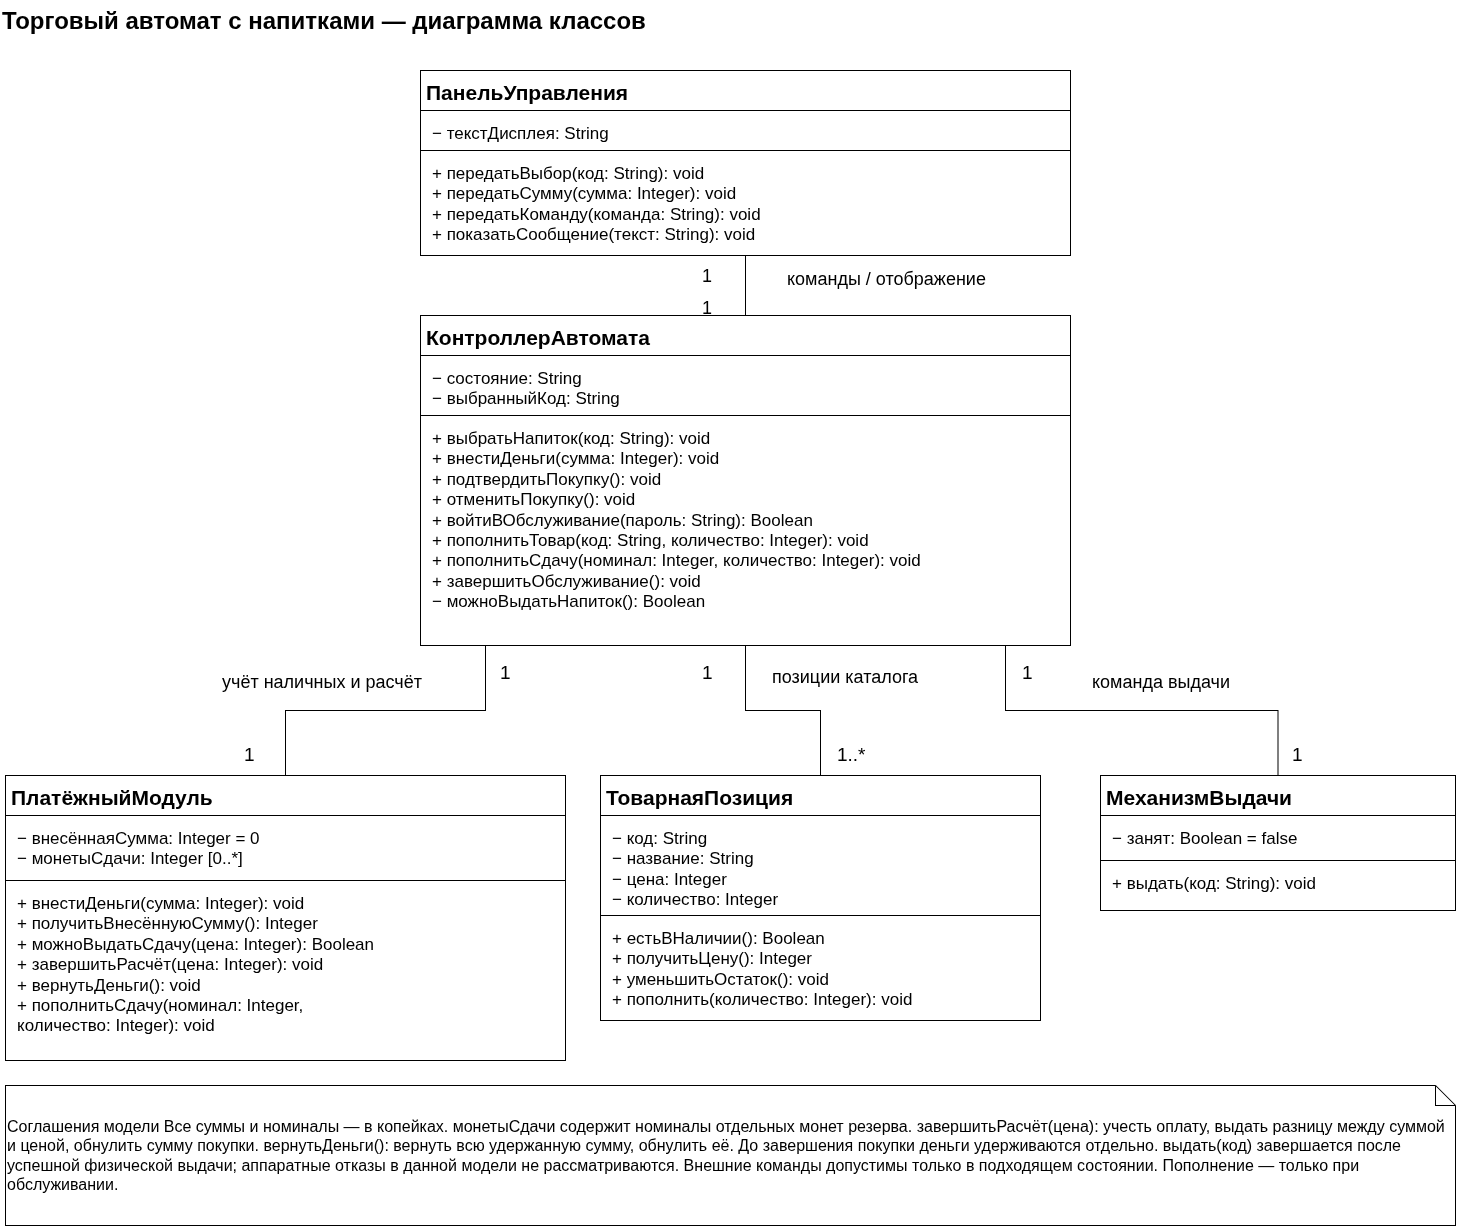 Торговый автомат с напитками — диаграмма классов
ПанельУправления
− текстДисплея: String
+ передатьВыбор(код: String): void
+ передатьСумму(сумма: Integer): void
+ передатьКоманду(команда: String): void
+ показатьСообщение(текст: String): void
1
команды / отображение
1
КонтроллерАвтомата
− состояние: String
− выбранныйКод: String
+ выбратьНапиток(код: String): void
+ внестиДеньги(сумма: Integer): void
+ подтвердитьПокупку(): void
+ отменитьПокупку(): void
+ войтиВОбслуживание(пароль: String): Boolean
+ пополнитьТовар(код: String, количество: Integer): void
+ пополнитьСдачу(номинал: Integer, количество: Integer): void
+ завершитьОбслуживание(): void
− можноВыдатьНапиток(): Boolean
учёт наличных и расчёт
1
1
позиции каталога
1
команда выдачи
1
1..*
1
ПлатёжныйМодуль
− внесённаяСумма: Integer = 0
− монетыСдачи: Integer [0..*]
+ внестиДеньги(сумма: Integer): void
+ получитьВнесённуюСумму(): Integer
+ можноВыдатьСдачу(цена: Integer): Boolean
+ завершитьРасчёт(цена: Integer): void
+ вернутьДеньги(): void
+ пополнитьСдачу(номинал: Integer,
количество: Integer): void
ТоварнаяПозиция
− код: String
− название: String
− цена: Integer
− количество: Integer
+ естьВНаличии(): Boolean
+ получитьЦену(): Integer
+ уменьшитьОстаток(): void
+ пополнить(количество: Integer): void
МеханизмВыдачи
− занят: Boolean = false
+ выдать(код: String): void
Соглашения модели Все суммы и номиналы — в копейках. монетыСдачи содержит номиналы отдельных монет резерва. завершитьРасчёт(цена): учесть оплату, выдать разницу между суммой
и ценой, обнулить сумму покупки. вернутьДеньги(): вернуть всю удержанную сумму, обнулить её. До завершения покупки деньги удерживаются отдельно. выдать(код) завершается после
успешной физической выдачи; аппаратные отказы в данной модели не рассматриваются. Внешние команды допустимы только в подходящем состоянии. Пополнение — только при
обслуживании.